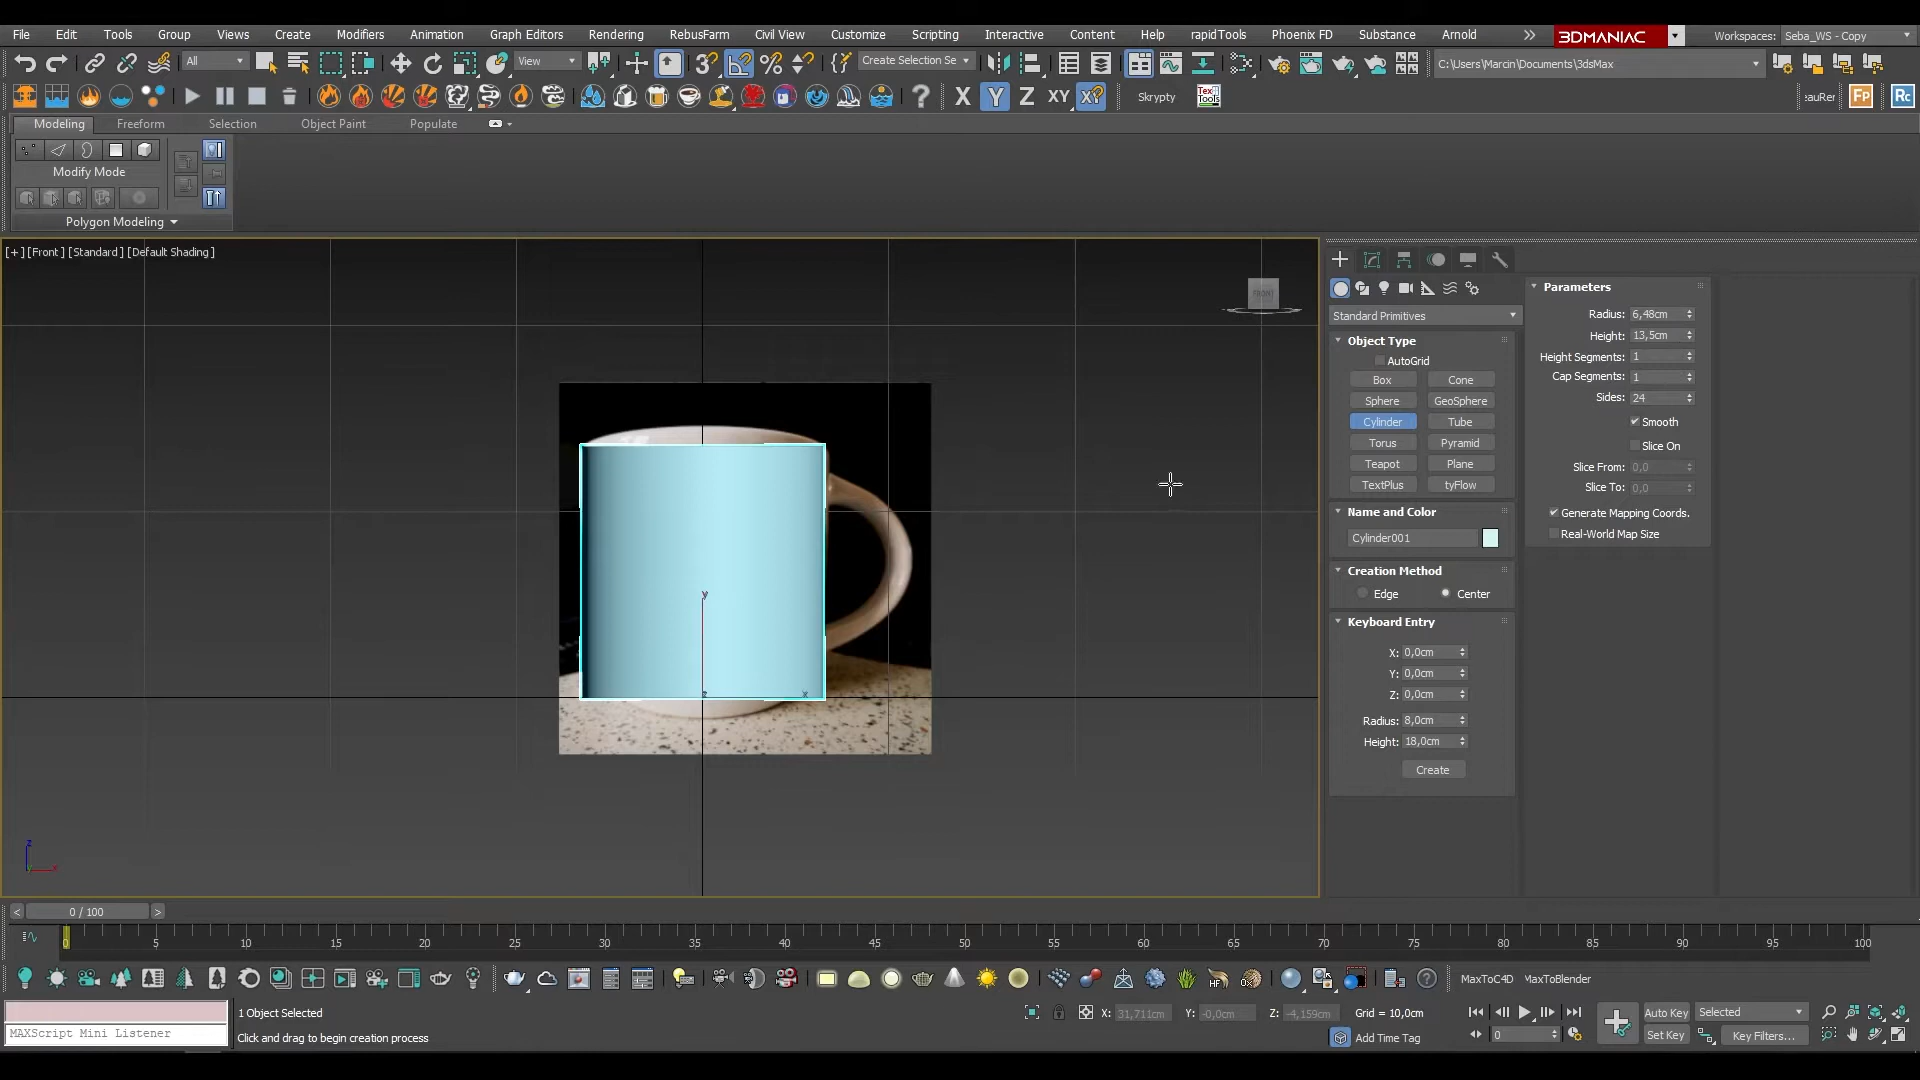 File Edit Tools Group Views Create Modifiers Animation Graph Editors Rendering RebusFarm Civil View Customize Scripting Interactive Content Help rapidTools Phoenix FD Substance Arnold 3DMANIAC Workspaces: Seba_WS - Copy
All View Create Selection Se C:\Users\Marcin\Documents\3dsMax
X Y Z XY Skrypty eauRer Fp Rc
Modeling Freeform Selection Object Paint Populate
Modify Mode
Polygon Modeling
[+] [Front] [Standard] [Default Shading]
FRONT
Standard Primitives
Object Type
AutoGrid
Box Cone
Sphere GeoSphere
Cylinder Tube
Torus Pyramid
Teapot Plane
TextPlus tyFlow
Name and Color
Cylinder001
Creation Method
Edge Center
Keyboard Entry
X: 0,0cm
Y: 0,0cm
Z: 0,0cm
Radius: 8,0cm
Height: 18,0cm
Create
Parameters
Radius: 6,48cm
Height: 13,5cm
Height Segments: 1
Cap Segments: 1
Sides: 24
Smooth
Slice On
Slice From: 0,0
Slice To: 0,0
Generate Mapping Coords.
Real-World Map Size
y
z x
z
x
< 0 / 100 >
0 5 10 15 20 25 30 35 40 45 50 55 60 65 70 75 80 85 90 95 100
MaxToC4D MaxToBlender
1 Object Selected X: 31,711cm Y: -0,0cm Z: -4,159cm Grid = 10,0cm Auto Key Selected
MAXScript Mini Listener Click and drag to begin creation process Add Time Tag 0 Set Key Key Filters...